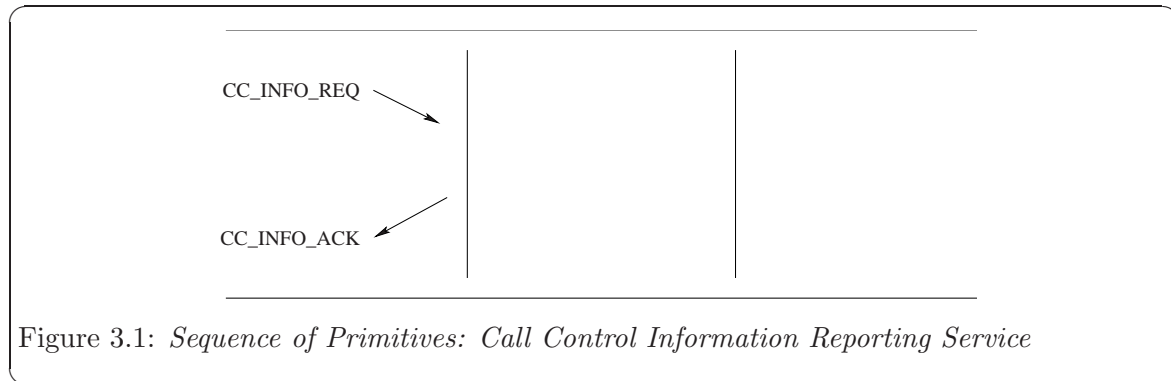 CC_INFO_REQ
CC_INFO_ACK
Figure 3.1: Sequence of Primitives: Call Control Information Reporting Service